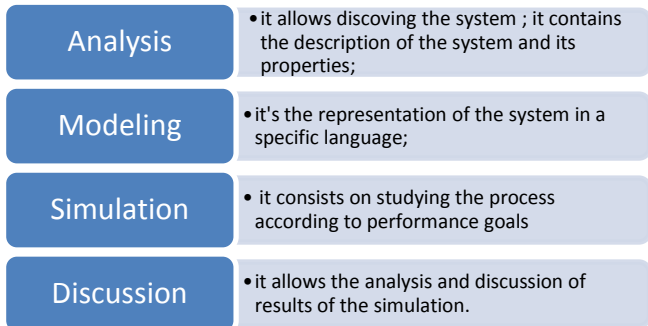 Analysis
•it allows discoving the system ; it contains
the description of the system and its
properties;
Modeling
•it's the representation of the system in a
specific language;
Simulation
• it consists on studying the process
according to performance goals
Discussion
•it allows the analysis and discussion of
results of the simulation.